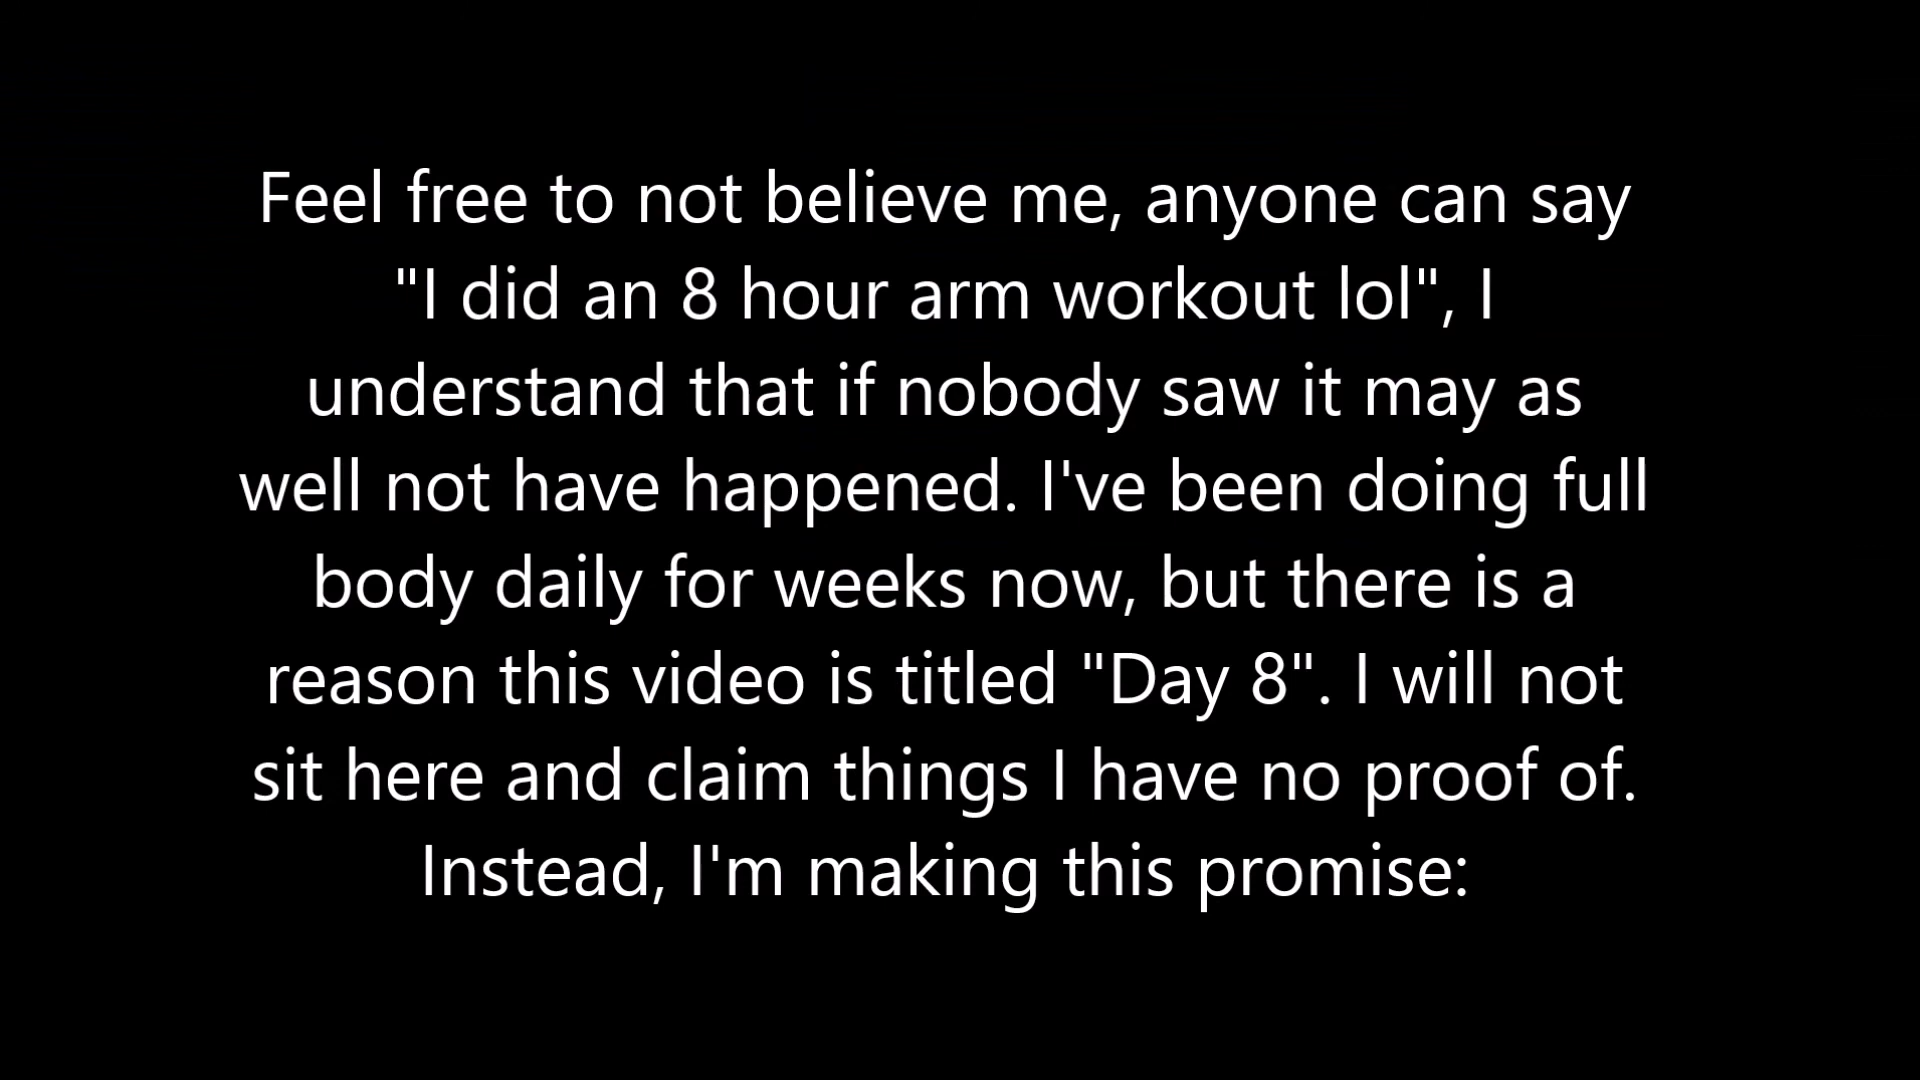 Feel free to not believe me, anyone can say
"I did an 8 hour arm workout lol", I
understand that if nobody saw it may as
well not have happened. I've been doing full
body daily for weeks now, but there is a
reason this video is titled "Day 8". I will not
sit here and claim things I have no proof of.
Instead, I'm making this promise: